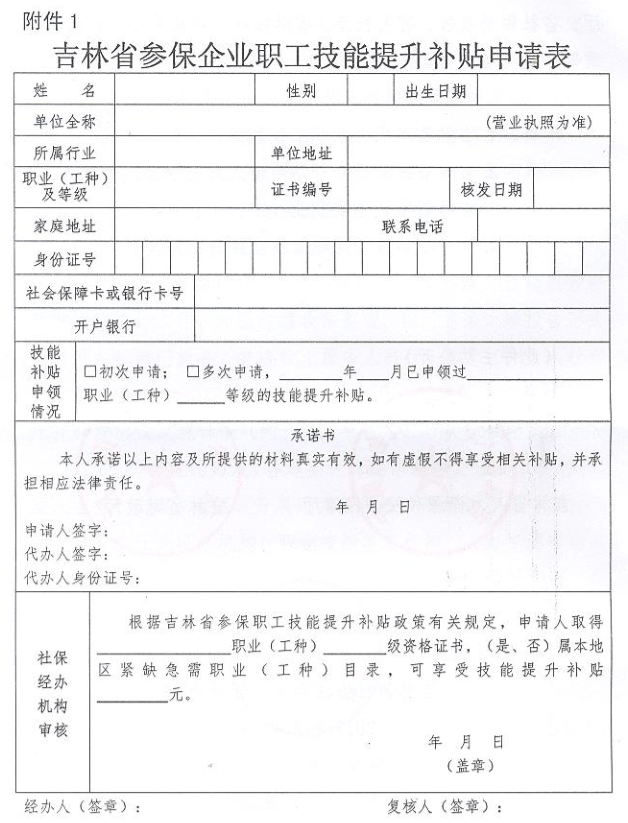 附件1
吉林省参保企业职工技能提升补贴申请表
姓 名 性别 出生日期
单位全称 (营业执照为准)
所属行业 单位地址
职业（工种）
及等级 证书编号 核发日期
家庭地址 联系电话
身份证号
社会保障卡或银行卡号
开户银行
技能
补贴
申领
情况
□初次申请； □多次申请，______年____月已申领过____________
职业（工种）_____等级的技能提升补贴。
承诺书
本人承诺以上内容及所提供的材料真实有效，如有虚假不得享受相关补贴，并承
担相应法律责任。
年 月 日
申请人签字：
代办人签字：
代办人身份证号：
社保
经办
机构
审核
根据吉林省参保职工技能提升补贴政策有关规定，申请人取得
____________职业（工种）______级资格证书，（是、否）属本地
区紧缺急需职业（工种）目录，可享受技能提升补贴
_______元。
年 月 日
（盖章）
经办人（签章）： 复核人（签章）：